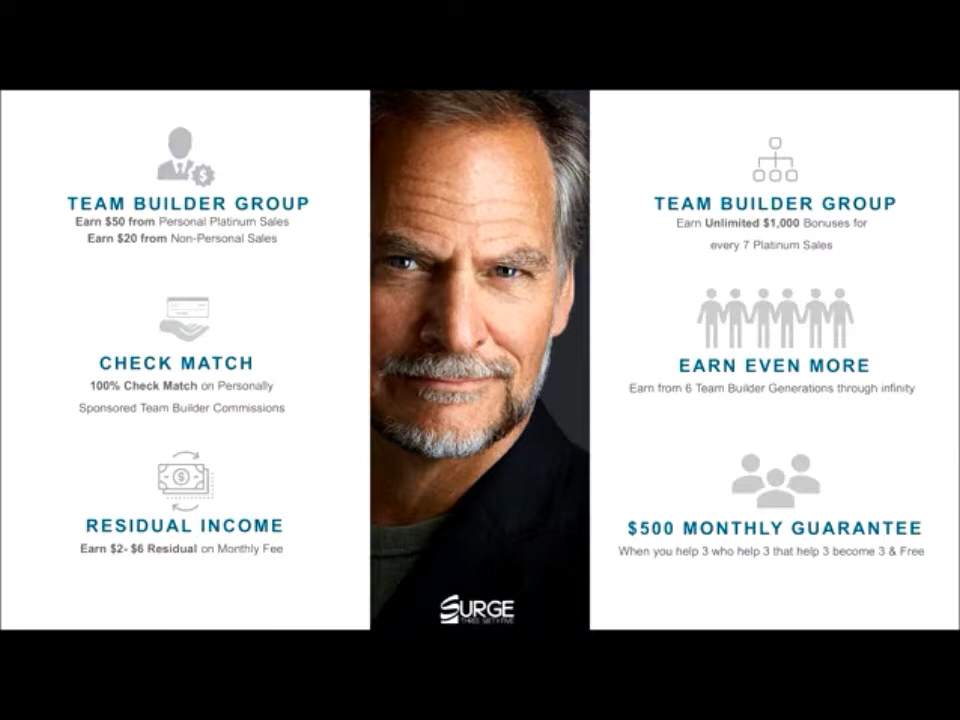 TEAM BUILDER GROUP
Earn $50 from Personal Platinum Sales
Earn $20 from Non-Personal Sales
CHECK MATCH
100% Check Match on Personally
Sponsored Team Builder Commissions
RESIDUAL INCOME
Earn $2- $6 Residual on Monthly Fee
SURGE
THREE SIXTY FIVE
TEAM BUILDER GROUP
Earn Unlimited $1,000 Bonuses for
every 7 Platinum Sales
EARN EVEN MORE
Earn from 6 Team Builder Generations through infinity
$500 MONTHLY GUARANTEE
When you help 3 who help 3 that help 3 become 3 & Free